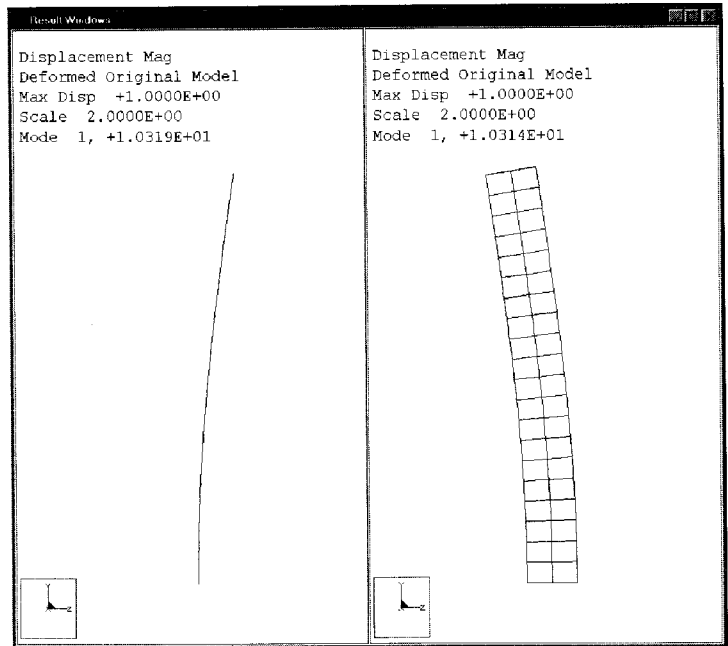 Result Windows
Displacement Mag
Deformed Original Model
Max Disp +1.0000E+00
Scale 2.0000E+00
Mode 1, +1.0319E+01
Displacement Mag
Deformed Original Model
Max Disp +1.0000E+00
Scale 2.0000E+00
Mode 1, +1.0314E+01
Y
Z
Y
Z